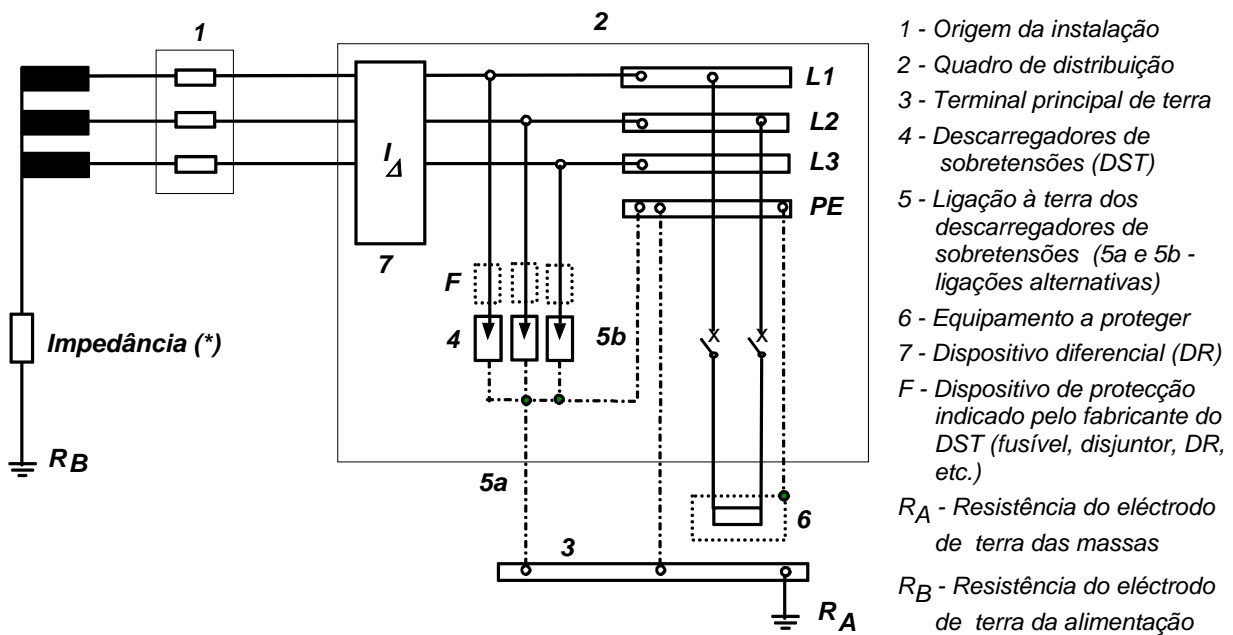 1
2
L1
L2
L3
PE
I
Δ
7
F
4
5b
Impedância (*)
R B
5a
6
3
R A
1 - Origem da instalação
2 - Quadro de distribuição
3 - Terminal principal de terra
4 - Descarregadores de
sobretensões (DST)
5 - Ligação à terra dos
descarregadores de
sobretensões (5a e 5b -
ligações alternativas)
6 - Equipamento a proteger
7 - Dispositivo diferencial (DR)
F - Dispositivo de protecção
indicado pelo fabricante do
DST (fusível, disjuntor, DR,
etc.)
RA - Resistência do eléctrodo
de terra das massas
RB - Resistência do eléctrodo
de terra da alimentação